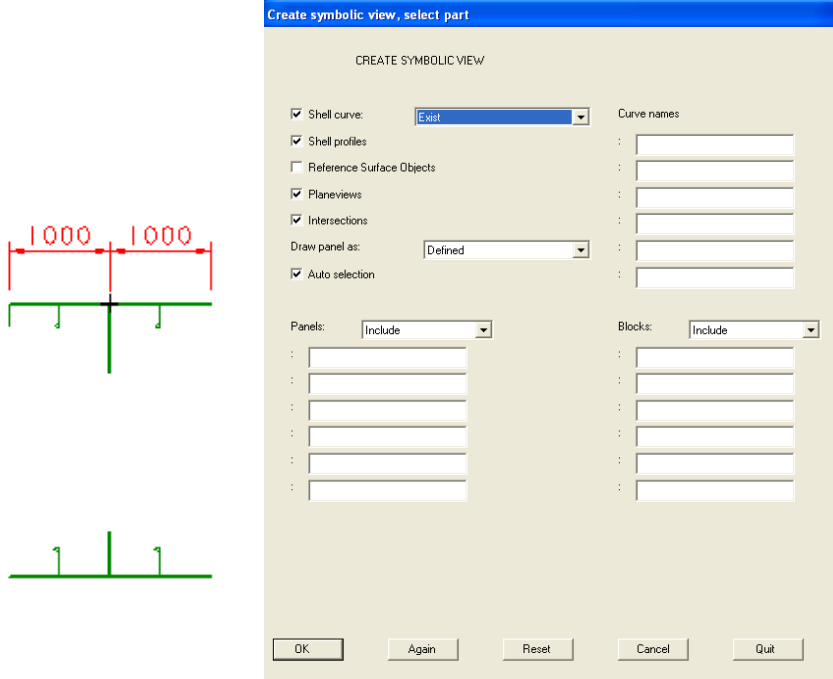 Create symbolic view, select part
CREATE SYMBOLIC VIEW
Shell curve:
Exist
Curve names
Shell profiles
:
Reference Surface Objects
:
Planeviews
:
Intersections
:
1000 1000
Draw panel as:
Defined
:
Auto selection
:
Panels:
Include
Blocks:
Include
: :
: :
: :
: :
: :
: :
OK Again Reset Cancel Quit